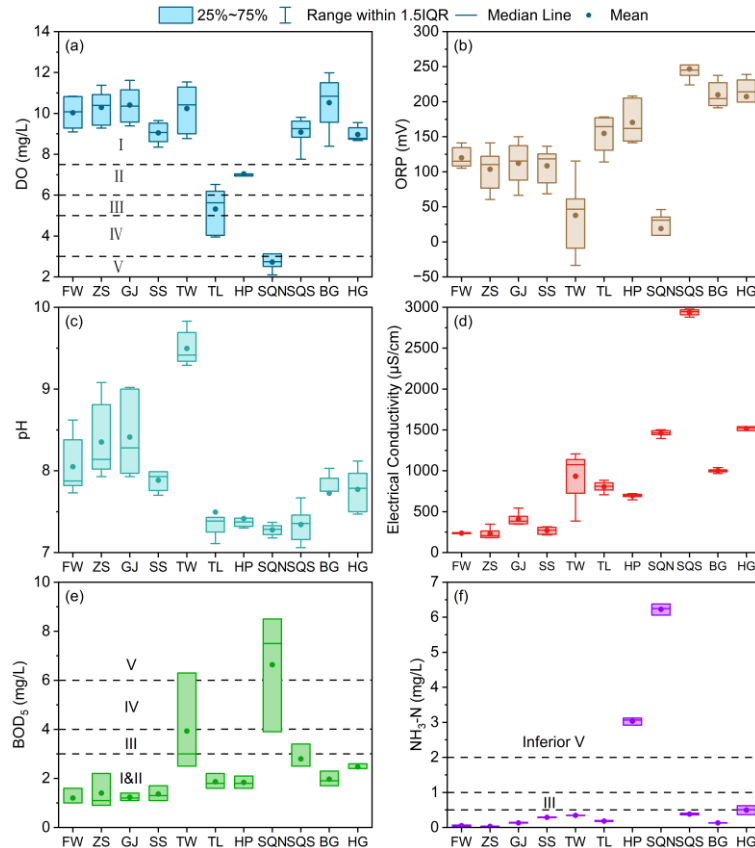 25%~75% Range within 1.5IQR Median Line Mean
(a)
DO (mg/L)
14
12
10
8
6
4
2
I
II
III
IV
V
FW ZS GJ SS TW TL HP SQN SQS BG HG
(b)
ORP (mV)
300
250
200
150
100
50
0
−50
FW ZS GJ SS TW TL HP SQN SQS BG HG
(c)
pH
10
9
8
7
FW ZS GJ SS TW TL HP SQN SQS BG HG
(d)
Electrical Conductivity (µS/cm)
3000
2500
2000
1500
1000
500
0
FW ZS GJ SS TW TL HP SQN SQS BG HG
(e)
BOD5 (mg/L)
10
8
6
4
2
0
V
IV
III
I&II
FW ZS GJ SS TW TL HP SQN SQS BG HG
(f)
NH3-N (mg/L)
7
6
5
4
3
2
1
0
Inferior V
III
FW ZS GJ SS TW TL HP SQN SQS BG HG